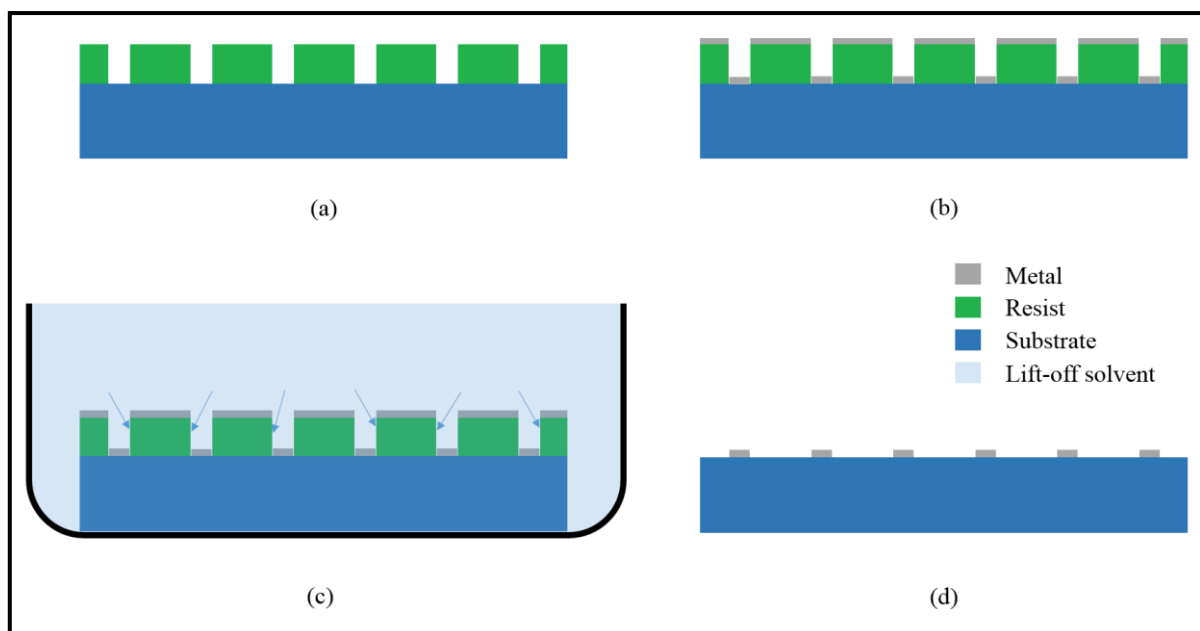 (a)
(b)
Metal
Resist
Substrate
Lift-off solvent
(c)
(d)